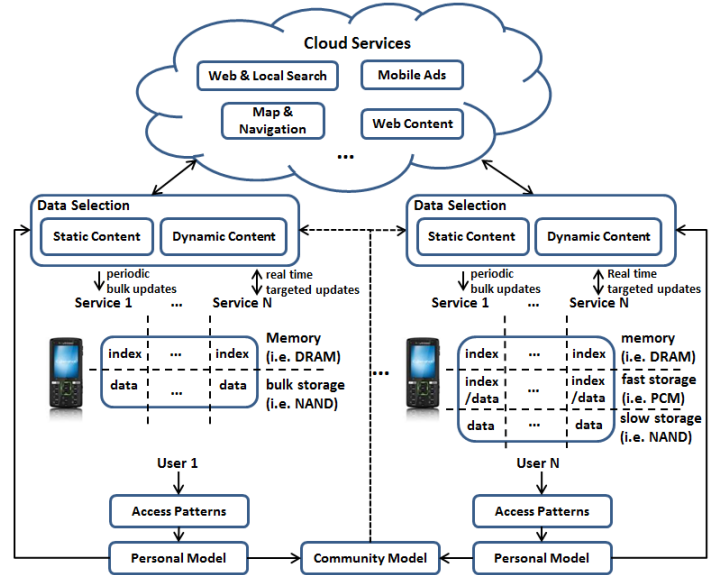 Cloud Services
Web & Local Search
Mobile Ads
Map &
Navigation
Web Content
...
Data Selection
Static Content
Dynamic Content
periodic
bulk updates
real time
targeted updates
Service 1
...
Service N
index
...
index
Memory
(i.e. DRAM)
data
...
data
bulk storage
(i.e. NAND)
User 1
Access Patterns
Personal Model
...
Community Model
Data Selection
Static Content
Dynamic Content
periodic
bulk updates
Real time
targeted updates
Service 1
...
Service N
index
...
index
memory
(i.e. DRAM)
index
/data
...
index
/data
fast storage
(i.e. PCM)
data
...
data
slow storage
(i.e. NAND)
User N
Access Patterns
Personal Model